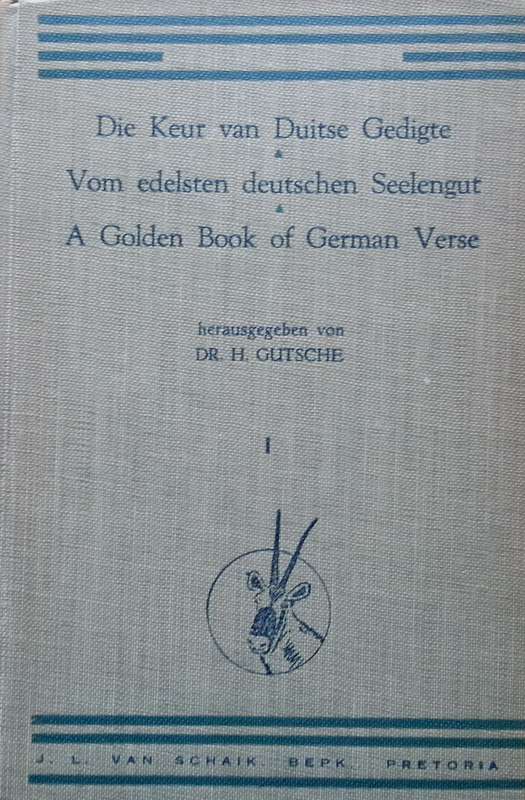 Die Keur van Duitse Gedigte
Vom edelsten deutschen Seelengut
A Golden Book of German Verse
herausgegeben von
DR. H. GUTSCHE
I
J. L. VAN SCHAIK. BEPK. PRETORIA